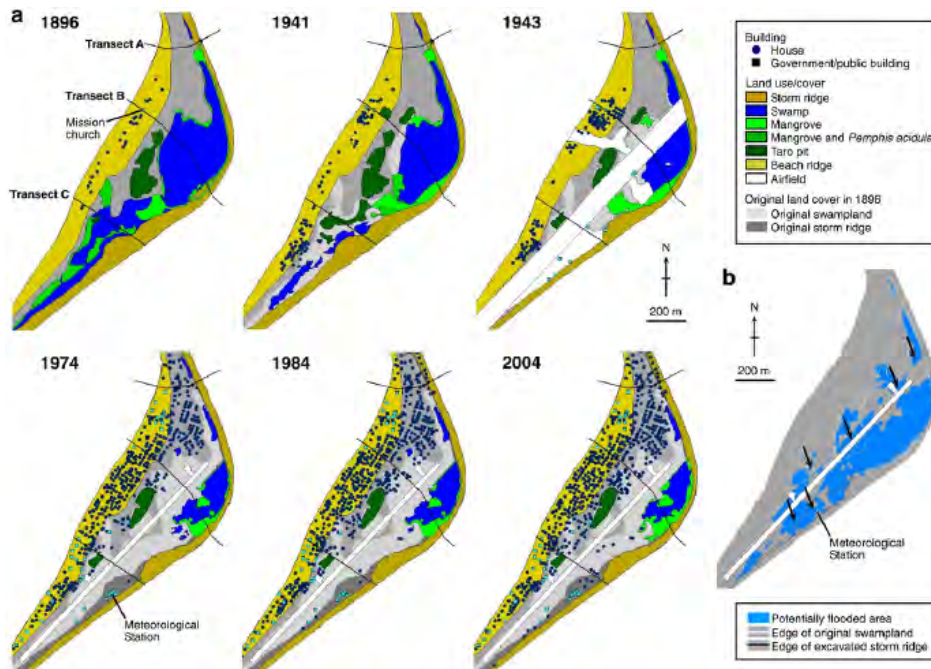 a
1896
1941
1943
Transect A
Transect B
Mission
church
Transect C
N
200 m
Building
House
Government/public building
Land use/cover
Storm ridge
Swamp
Mangrove
Mangrove and Pemphis acidula
Taro pit
Beach ridge
Airfield
Original land cover in 1896
Original swampland
Original storm ridge
b
N
200 m
Meteorological
Station
Potentially flooded area
Edge of original swampland
Edge of excavated storm ridge
1974
1984
2004
Meteorological
Station